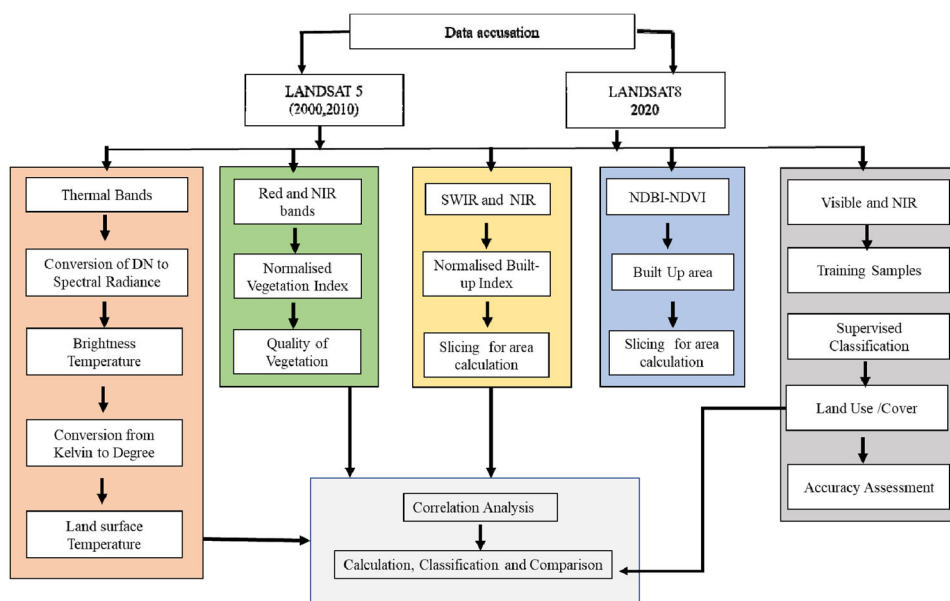 Data accusation
LANDSAT 5
(2000,2010)
LANDSAT8
2020
Thermal Bands
Conversion of DN to
Spectral Radiance
Brightness
Temperature
Conversion from
Kelvin to Degree
Land surface
Temperature
Red and NIR
bands
Normalised
Vegetation Index
Quality of
Vegetation
SWIR and NIR
Normalised Built-
up Index
Slicing for area
calculation
NDBI-NDVI
Built Up area
Slicing for area
calculation
Visible and NIR
Training Samples
Supervised
Classification
Land Use /Cover
Accuracy Assessment
Correlation Analysis
Calculation, Classification and Comparison